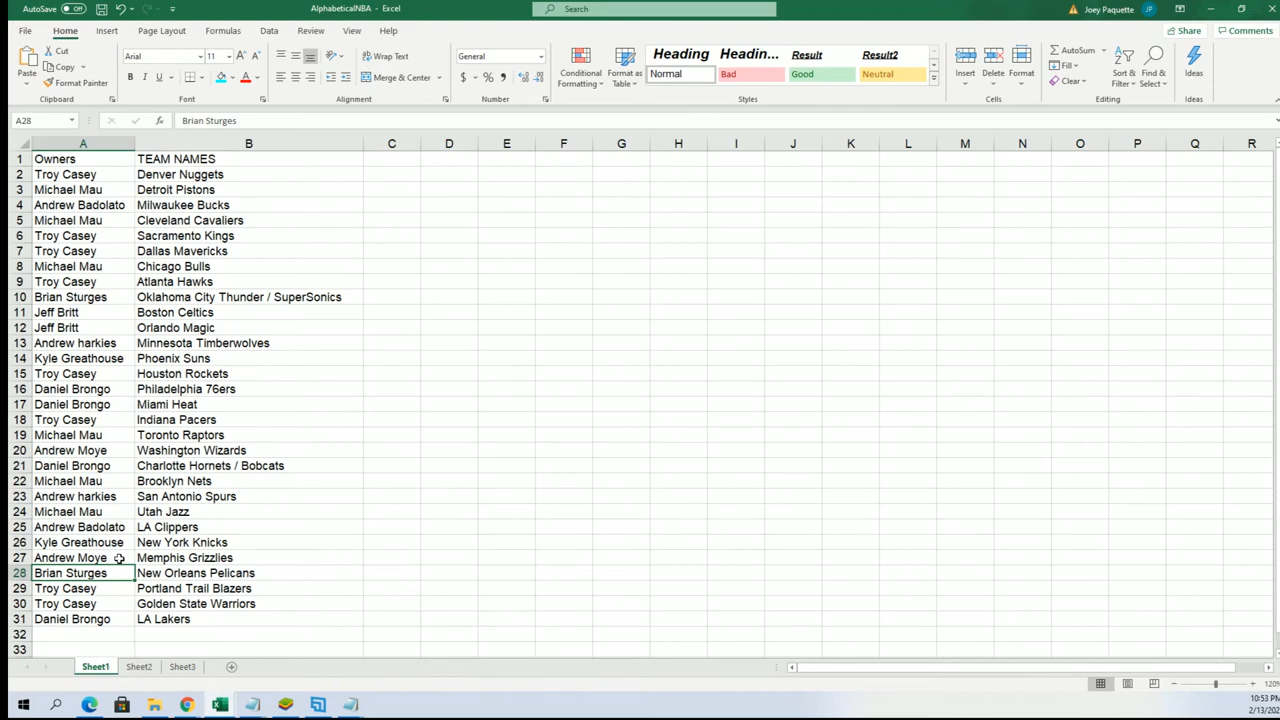 AutoSave Off AlphabeticalNBA - Excel Search Joey Paquette JP
File Home Insert Page Layout Formulas Data Review View Help Share Comments
Paste Cut Copy Format Painter Clipboard
Arial 11 B I U A A A Font
Wrap Text Merge & Center Alignment
General $ % Number
Conditional Formatting Format as Table
Heading Headin... Result Result2
Normal Bad Good Neutral Styles
Insert Delete Format Cells
AutoSum Fill Clear Sort & Filter Find & Select Editing
Ideas Ideas
A28 fx Brian Sturges
A B C D E F G H I J K L M N O P Q R
1 Owners TEAM NAMES
2 Troy Casey Denver Nuggets
3 Michael Mau Detroit Pistons
4 Andrew Badolato Milwaukee Bucks
5 Michael Mau Cleveland Cavaliers
6 Troy Casey Sacramento Kings
7 Troy Casey Dallas Mavericks
8 Michael Mau Chicago Bulls
9 Troy Casey Atlanta Hawks
10 Brian Sturges Oklahoma City Thunder / SuperSonics
11 Jeff Britt Boston Celtics
12 Jeff Britt Orlando Magic
13 Andrew harkies Minnesota Timberwolves
14 Kyle Greathouse Phoenix Suns
15 Troy Casey Houston Rockets
16 Daniel Brongo Philadelphia 76ers
17 Daniel Brongo Miami Heat
18 Troy Casey Indiana Pacers
19 Michael Mau Toronto Raptors
20 Andrew Moye Washington Wizards
21 Daniel Brongo Charlotte Hornets / Bobcats
22 Michael Mau Brooklyn Nets
23 Andrew harkies San Antonio Spurs
24 Michael Mau Utah Jazz
25 Andrew Badolato LA Clippers
26 Kyle Greathouse New York Knicks
27 Andrew Moye Memphis Grizzlies
28 Brian Sturges New Orleans Pelicans
29 Troy Casey Portland Trail Blazers
30 Troy Casey Golden State Warriors
31 Daniel Brongo LA Lakers
32
33
Sheet1 Sheet2 Sheet3
120%
10:53 PM
2/13/202